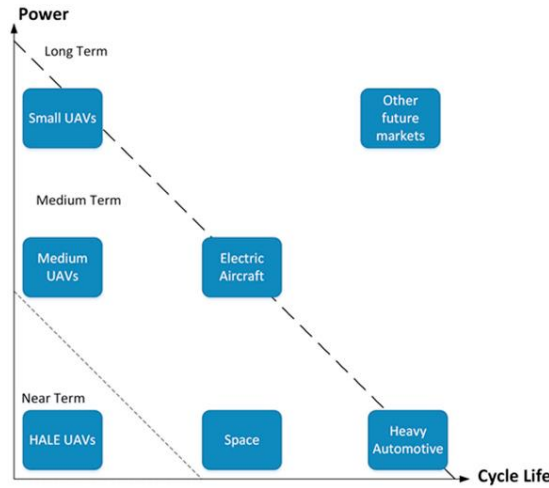 Power
Long Term
Small UAVs
Other
future
markets
Medium Term
Medium
UAVs
Electric
Aircraft
Near Term
HALE UAVs
Space
Heavy
Automotive
Cycle Life